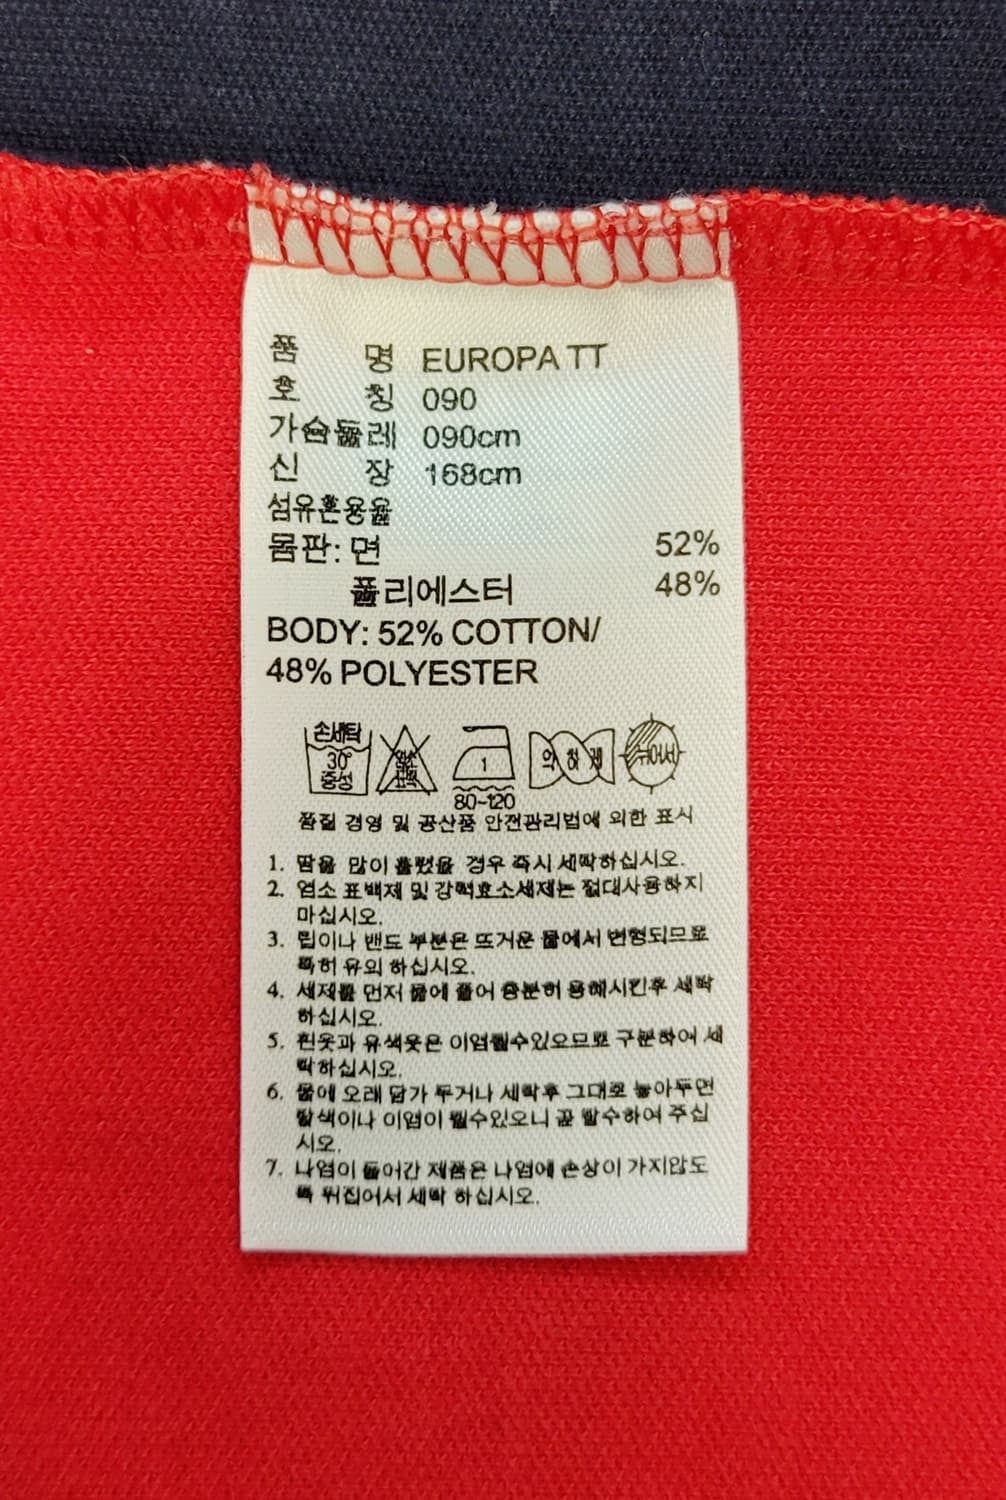 품 명 EUROPA TT
호 칭 090
가슴둘레 090cm
신 장 168cm
섬유혼용율
몸판: 면 52%
폴리에스터 48%
BODY: 52% COTTON/
48% POLYESTER
손세탁
30°
중성
염소
표백
1
80~120
약하게
뉘어서
품질 경영 및 공산품 안전관리법에 의한 표시
1. 땀을 많이 흘렸을 경우 즉시 세탁하십시오.
2. 염소 표백제 및 강력효소세제는 절대사용하지
마십시오.
3. 립이나 밴드 부분은 뜨거운 물에서 변형되므로
특히 유의 하십시오.
4. 세제를 먼저 물에 풀어 충분히 용해시킨후 세탁
하십시오.
5. 흰옷과 유색옷은 이염될수있으므로 구분하여 세
탁하십시오.
6. 물에 오래 담가 두거나 세탁후 그대로 놓아두면
탈색이나 이염이 될수있으니 곧 탈수하여 주십
시오.
7. 나염이 들어간 제품은 나염에 손상이 가지않도
록 뒤집어서 세탁 하십시오.